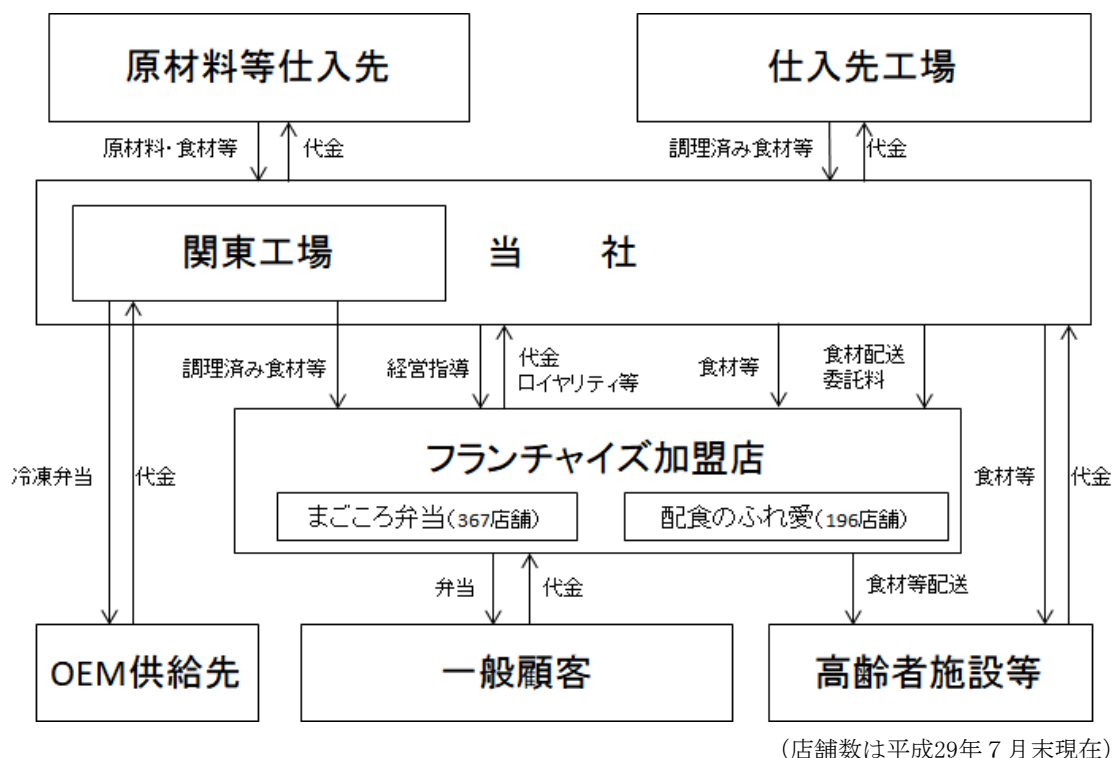 原材料等仕入先
仕入先工場
原材料・食材等
代金
調理済み食材等
代金
関東工場
当　　社
調理済み食材等
経営指導
代金
ロイヤリティ等
食材等
食材配送
委託料
フランチャイズ加盟店
まごころ弁当(367店舗)
配食のふれ愛(196店舗)
冷凍弁当
代金
食材等
代金
弁当
代金
食材等配送
OEM供給先
一般顧客
高齢者施設等
(店舗数は平成29年７月末現在)